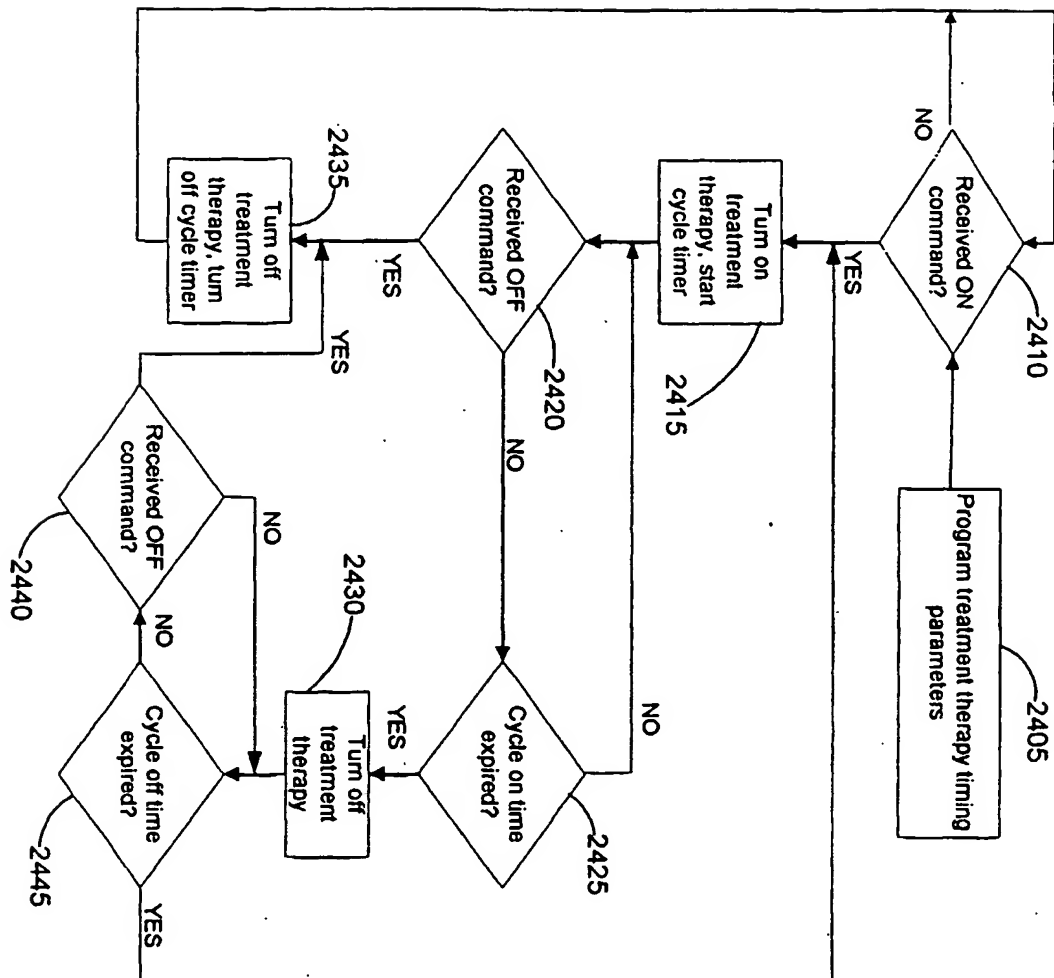 Program treatment therapy timing
parameters
2405
Received ON
command?
2410
NO
YES
Turn on
treatment
therapy, start
cycle timer
2415
Received OFF
command?
2420
NO
YES
Cycle on time
expired?
2425
NO
YES
Turn off
treatment
therapy
2430
Turn off
treatment
therapy, turn
off cycle timer
2435
Received OFF
command?
2440
YES
NO
Cycle off time
expired?
2445
NO
YES